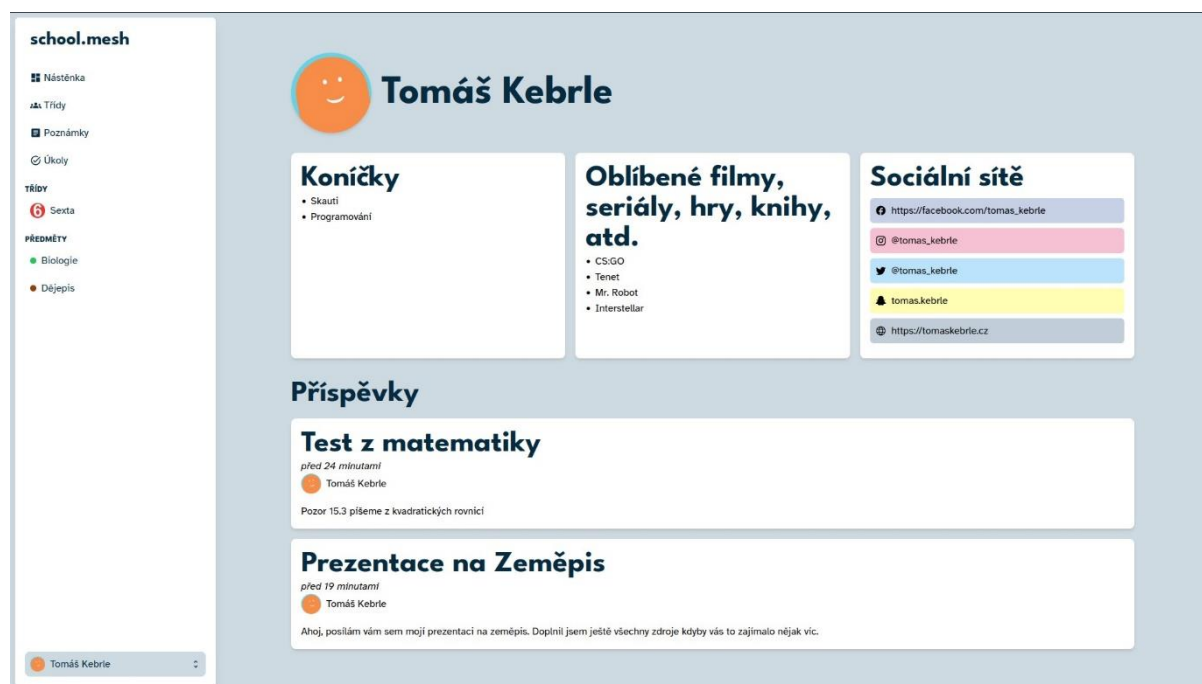 school.mesh
Nástěnka
Třídy
Poznámky
Úkoly
TŘÍDY
6 Sexta
PŘEDMĚTY
Biologie
Dějepis
Tomáš Kebrle
Tomáš Kebrle
Koníčky
• Skauti
• Programování
Oblíbené filmy,
seriály, hry, knihy,
atd.
• CS:GO
• Tenet
• Mr. Robot
• Interstellar
Sociální sítě
https://facebook.com/tomas_kebrle
@tomas_kebrle
@tomas_kebrle
tomas.kebrle
https://tomaskebrle.cz
Příspěvky
Test z matematiky
před 24 minutami
Tomáš Kebrle
Pozor 15.3 píšeme z kvadratických rovnicí
Prezentace na Zeměpis
před 19 minutami
Tomáš Kebrle
Ahoj, posílám vám sem mojí prezentaci na zeměpis. Doplnil jsem ještě všechny zdroje kdyby vás to zajímalo nějak víc.